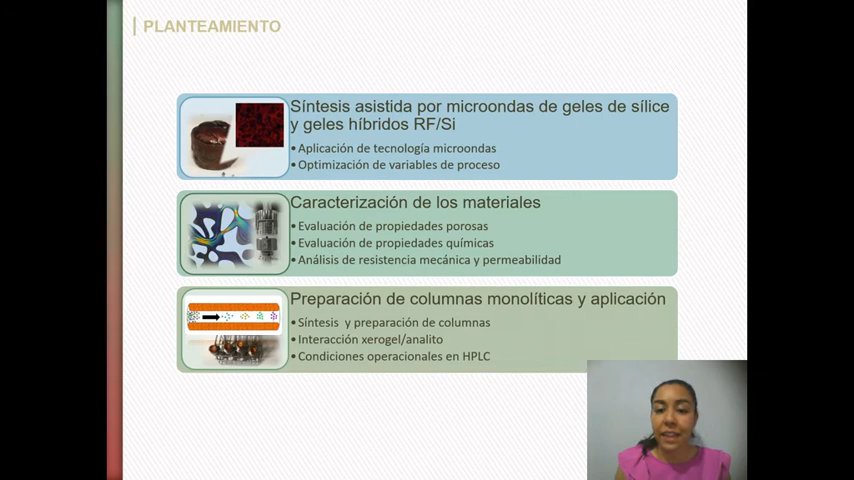 PLANTEAMIENTO
Síntesis asistida por microondas de geles de sílice
y geles híbridos RF/Si
•Aplicación de tecnología microondas
•Optimización de variables de proceso
Caracterización de los materiales
•Evaluación de propiedades porosas
•Evaluación de propiedades químicas
•Análisis de resistencia mecánica y permeabilidad
Preparación de columnas monolíticas y aplicación
•Síntesis y preparación de columnas
•Interacción xerogel/analito
•Condiciones operacionales en HPLC